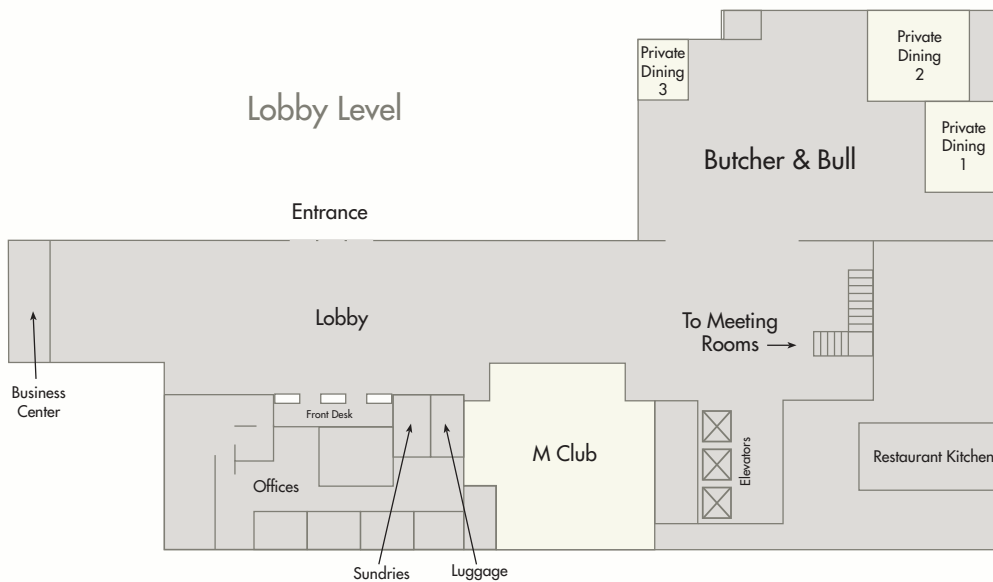 Private
Dining
3
Private
Dining
2
Lobby Level
Private
Dining
1
Butcher & Bull
Entrance
Lobby
To Meeting
Rooms
Business
Center
Front Desk
M Club
Elevators
Restaurant Kitchen
Offices
Sundries
Luggage